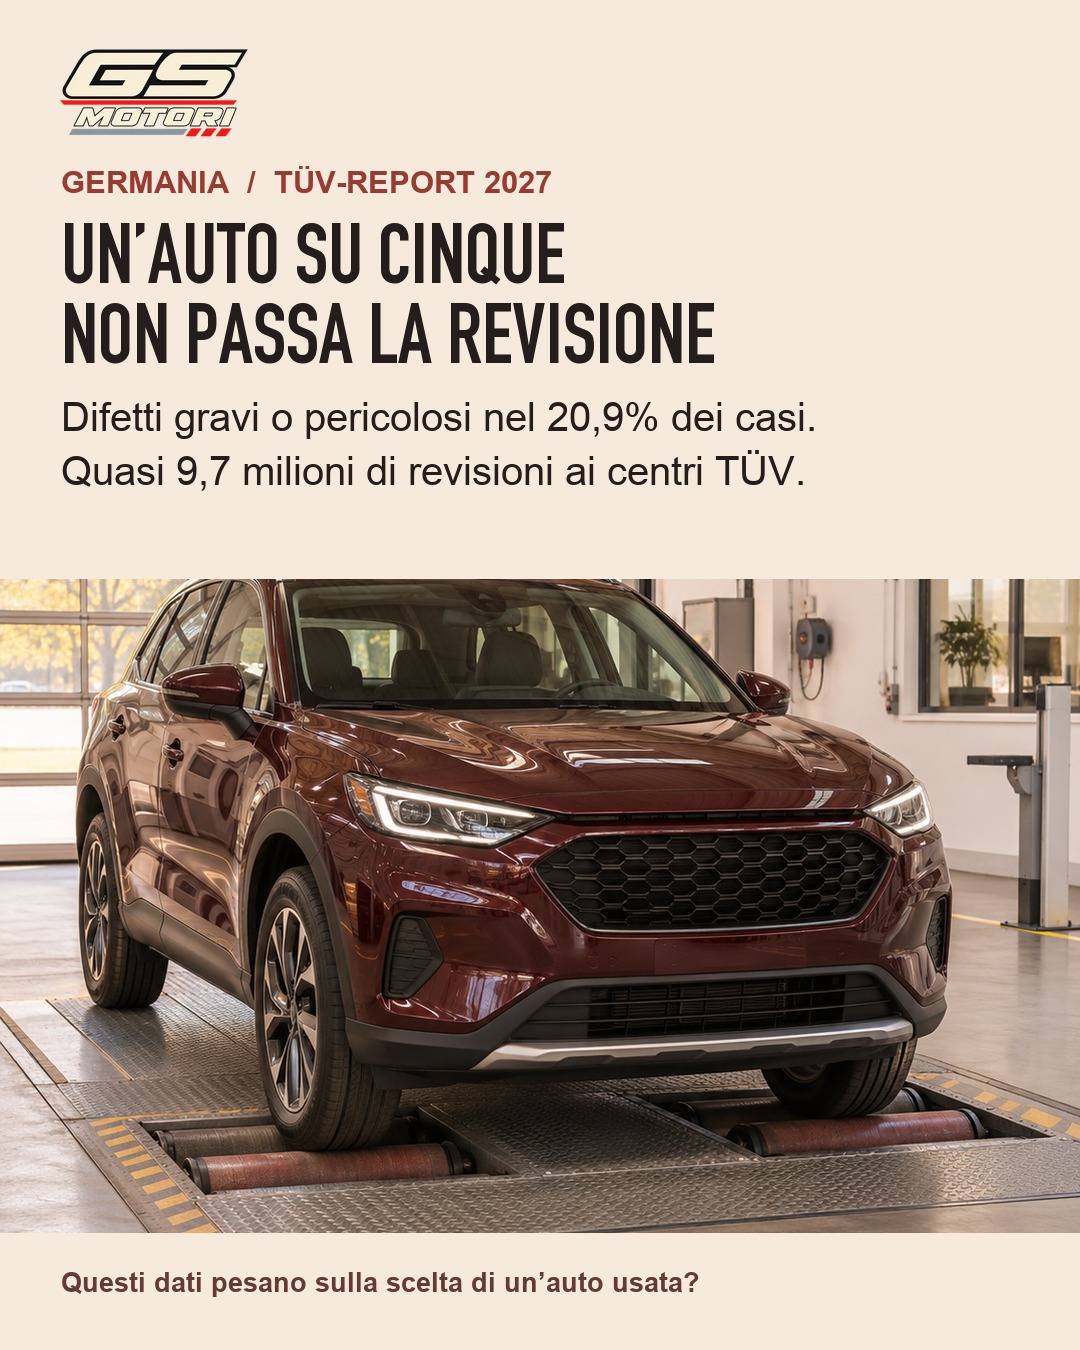 GS
MOTORI
GERMANIA / TÜV-REPORT 2027
UN’AUTO SU CINQUE
NON PASSA LA REVISIONE
Difetti gravi o pericolosi nel 20,9% dei casi.
Quasi 9,7 milioni di revisioni ai centri TÜV.
Questi dati pesano sulla scelta di un’auto usata?